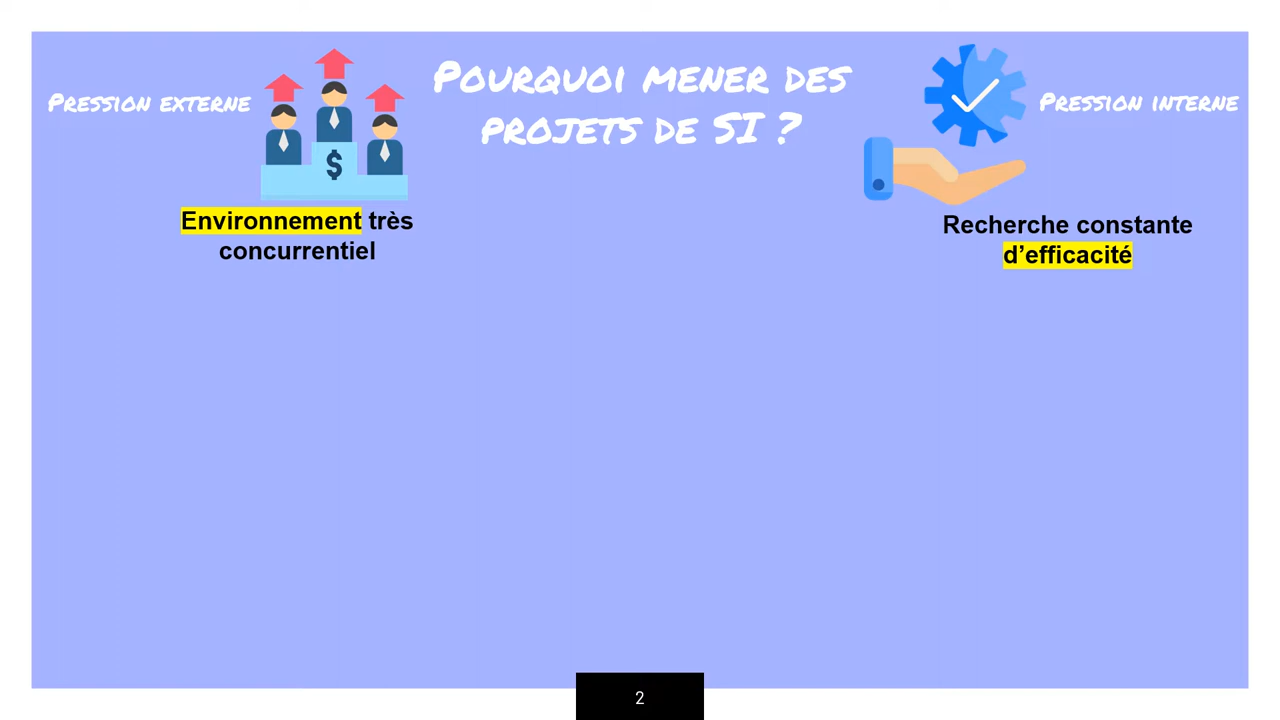 Pression externe
Pourquoi mener des
projets de SI ?
Pression interne
$
Environnement très
concurrentiel
Recherche constante
d’efficacité
2